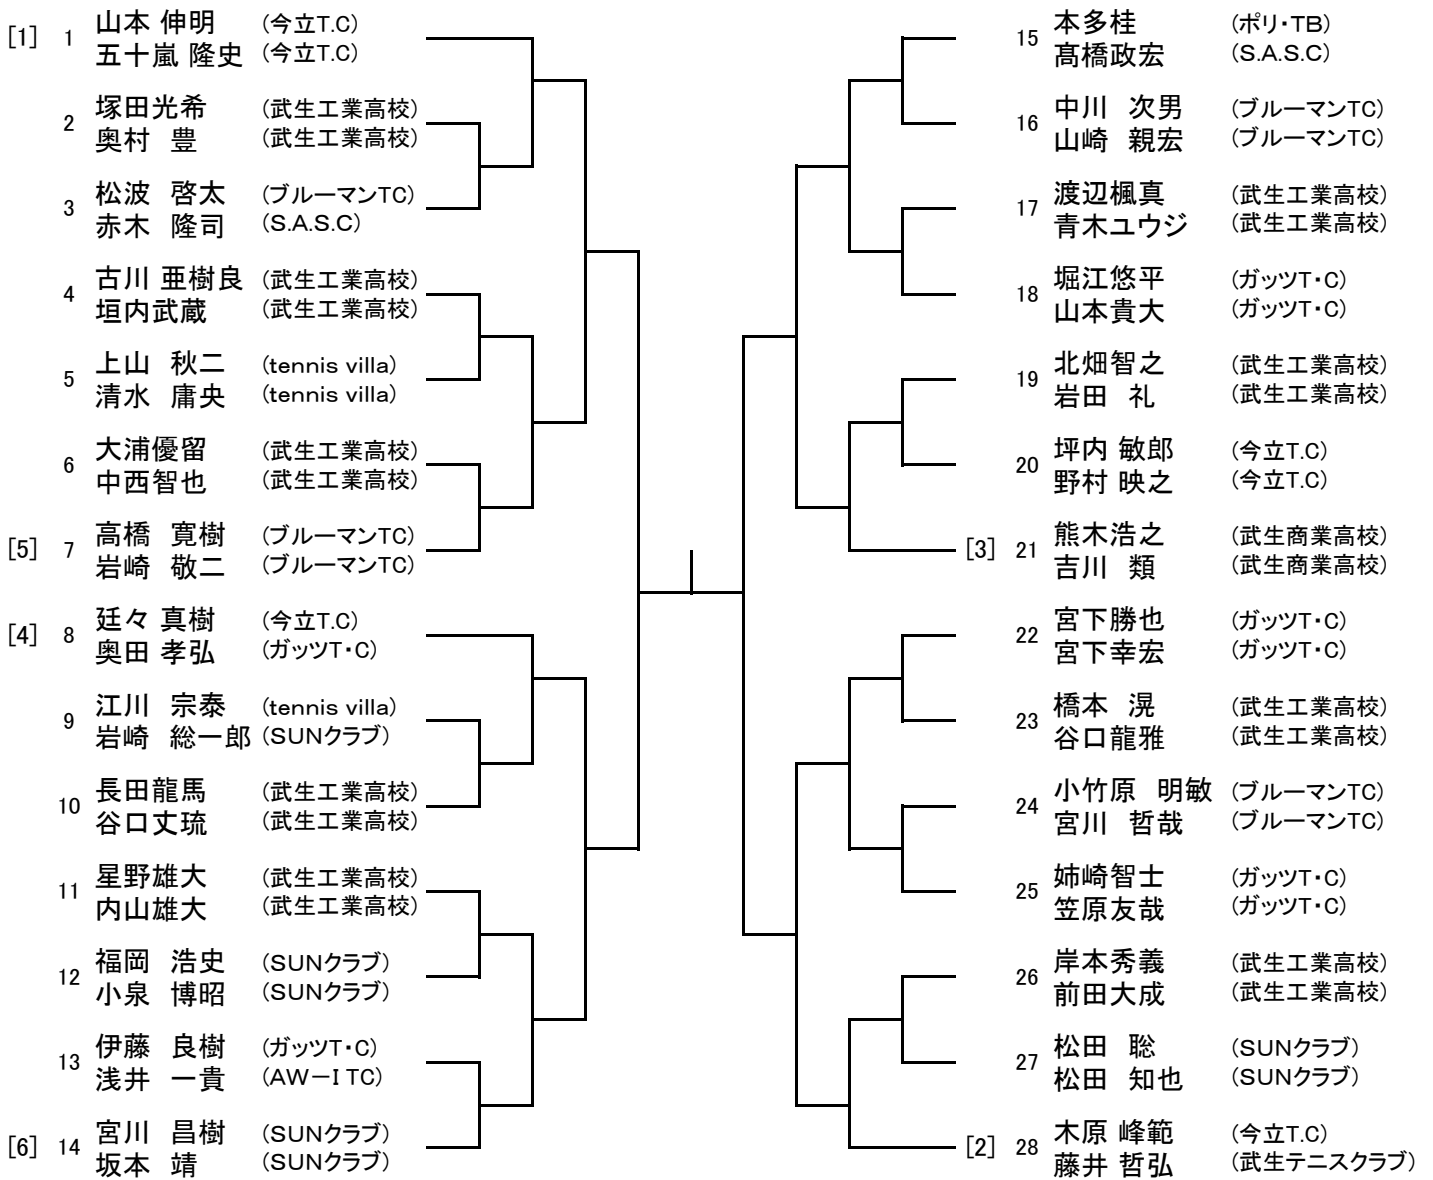 [1] 1 山本 伸明 (今立T.C)
五十嵐 隆史 (今立T.C)
2 塚田光希 (武生工業高校)
奥村　豊 (武生工業高校)
3 松波　啓太 (ブルーマンTC)
赤木　隆司 (S.A.S.C)
4 古川 亜樹良 (武生工業高校)
垣内武蔵 (武生工業高校)
5 上山　秋二 (tennis villa)
清水　庸央 (tennis villa)
6 大浦優留 (武生工業高校)
中西智也 (武生工業高校)
[5] 7 高橋　寛樹 (ブルーマンTC)
岩崎　敬二 (ブルーマンTC)
[4] 8 廷々 真樹 (今立T.C)
奥田 孝弘 (ガッツT・C)
9 江川　宗泰 (tennis villa)
岩崎　総一郎 (SUNクラブ)
10 長田龍馬 (武生工業高校)
谷口丈琉 (武生工業高校)
11 星野雄大 (武生工業高校)
内山雄大 (武生工業高校)
12 福岡　浩史 (SUNクラブ)
小泉　博昭 (SUNクラブ)
13 伊藤　良樹 (ガッツT・C)
浅井　一貴 (AW－I TC)
[6] 14 宮川　昌樹 (SUNクラブ)
坂本　靖 (SUNクラブ)
15 本多桂 (ポリ・TB)
髙橋政宏 (S.A.S.C)
16 中川　次男 (ブルーマンTC)
山崎　親宏 (ブルーマンTC)
17 渡辺楓真 (武生工業高校)
青木ユウジ (武生工業高校)
18 堀江悠平 (ガッツT・C)
山本貴大 (ガッツT・C)
19 北畑智之 (武生工業高校)
岩田　礼 (武生工業高校)
20 坪内 敏郎 (今立T.C)
野村 映之 (今立T.C)
[3] 21 熊木浩之 (武生商業高校)
吉川　類 (武生商業高校)
22 宮下勝也 (ガッツT・C)
宮下幸宏 (ガッツT・C)
23 橋本　滉 (武生工業高校)
谷口龍雅 (武生工業高校)
24 小竹原　明敏 (ブルーマンTC)
宮川　哲哉 (ブルーマンTC)
25 姉崎智士 (ガッツT・C)
笠原友哉 (ガッツT・C)
26 岸本秀義 (武生工業高校)
前田大成 (武生工業高校)
27 松田　聡 (SUNクラブ)
松田　知也 (SUNクラブ)
[2] 28 木原 峰範 (今立T.C)
藤井 哲弘 (武生テニスクラブ)